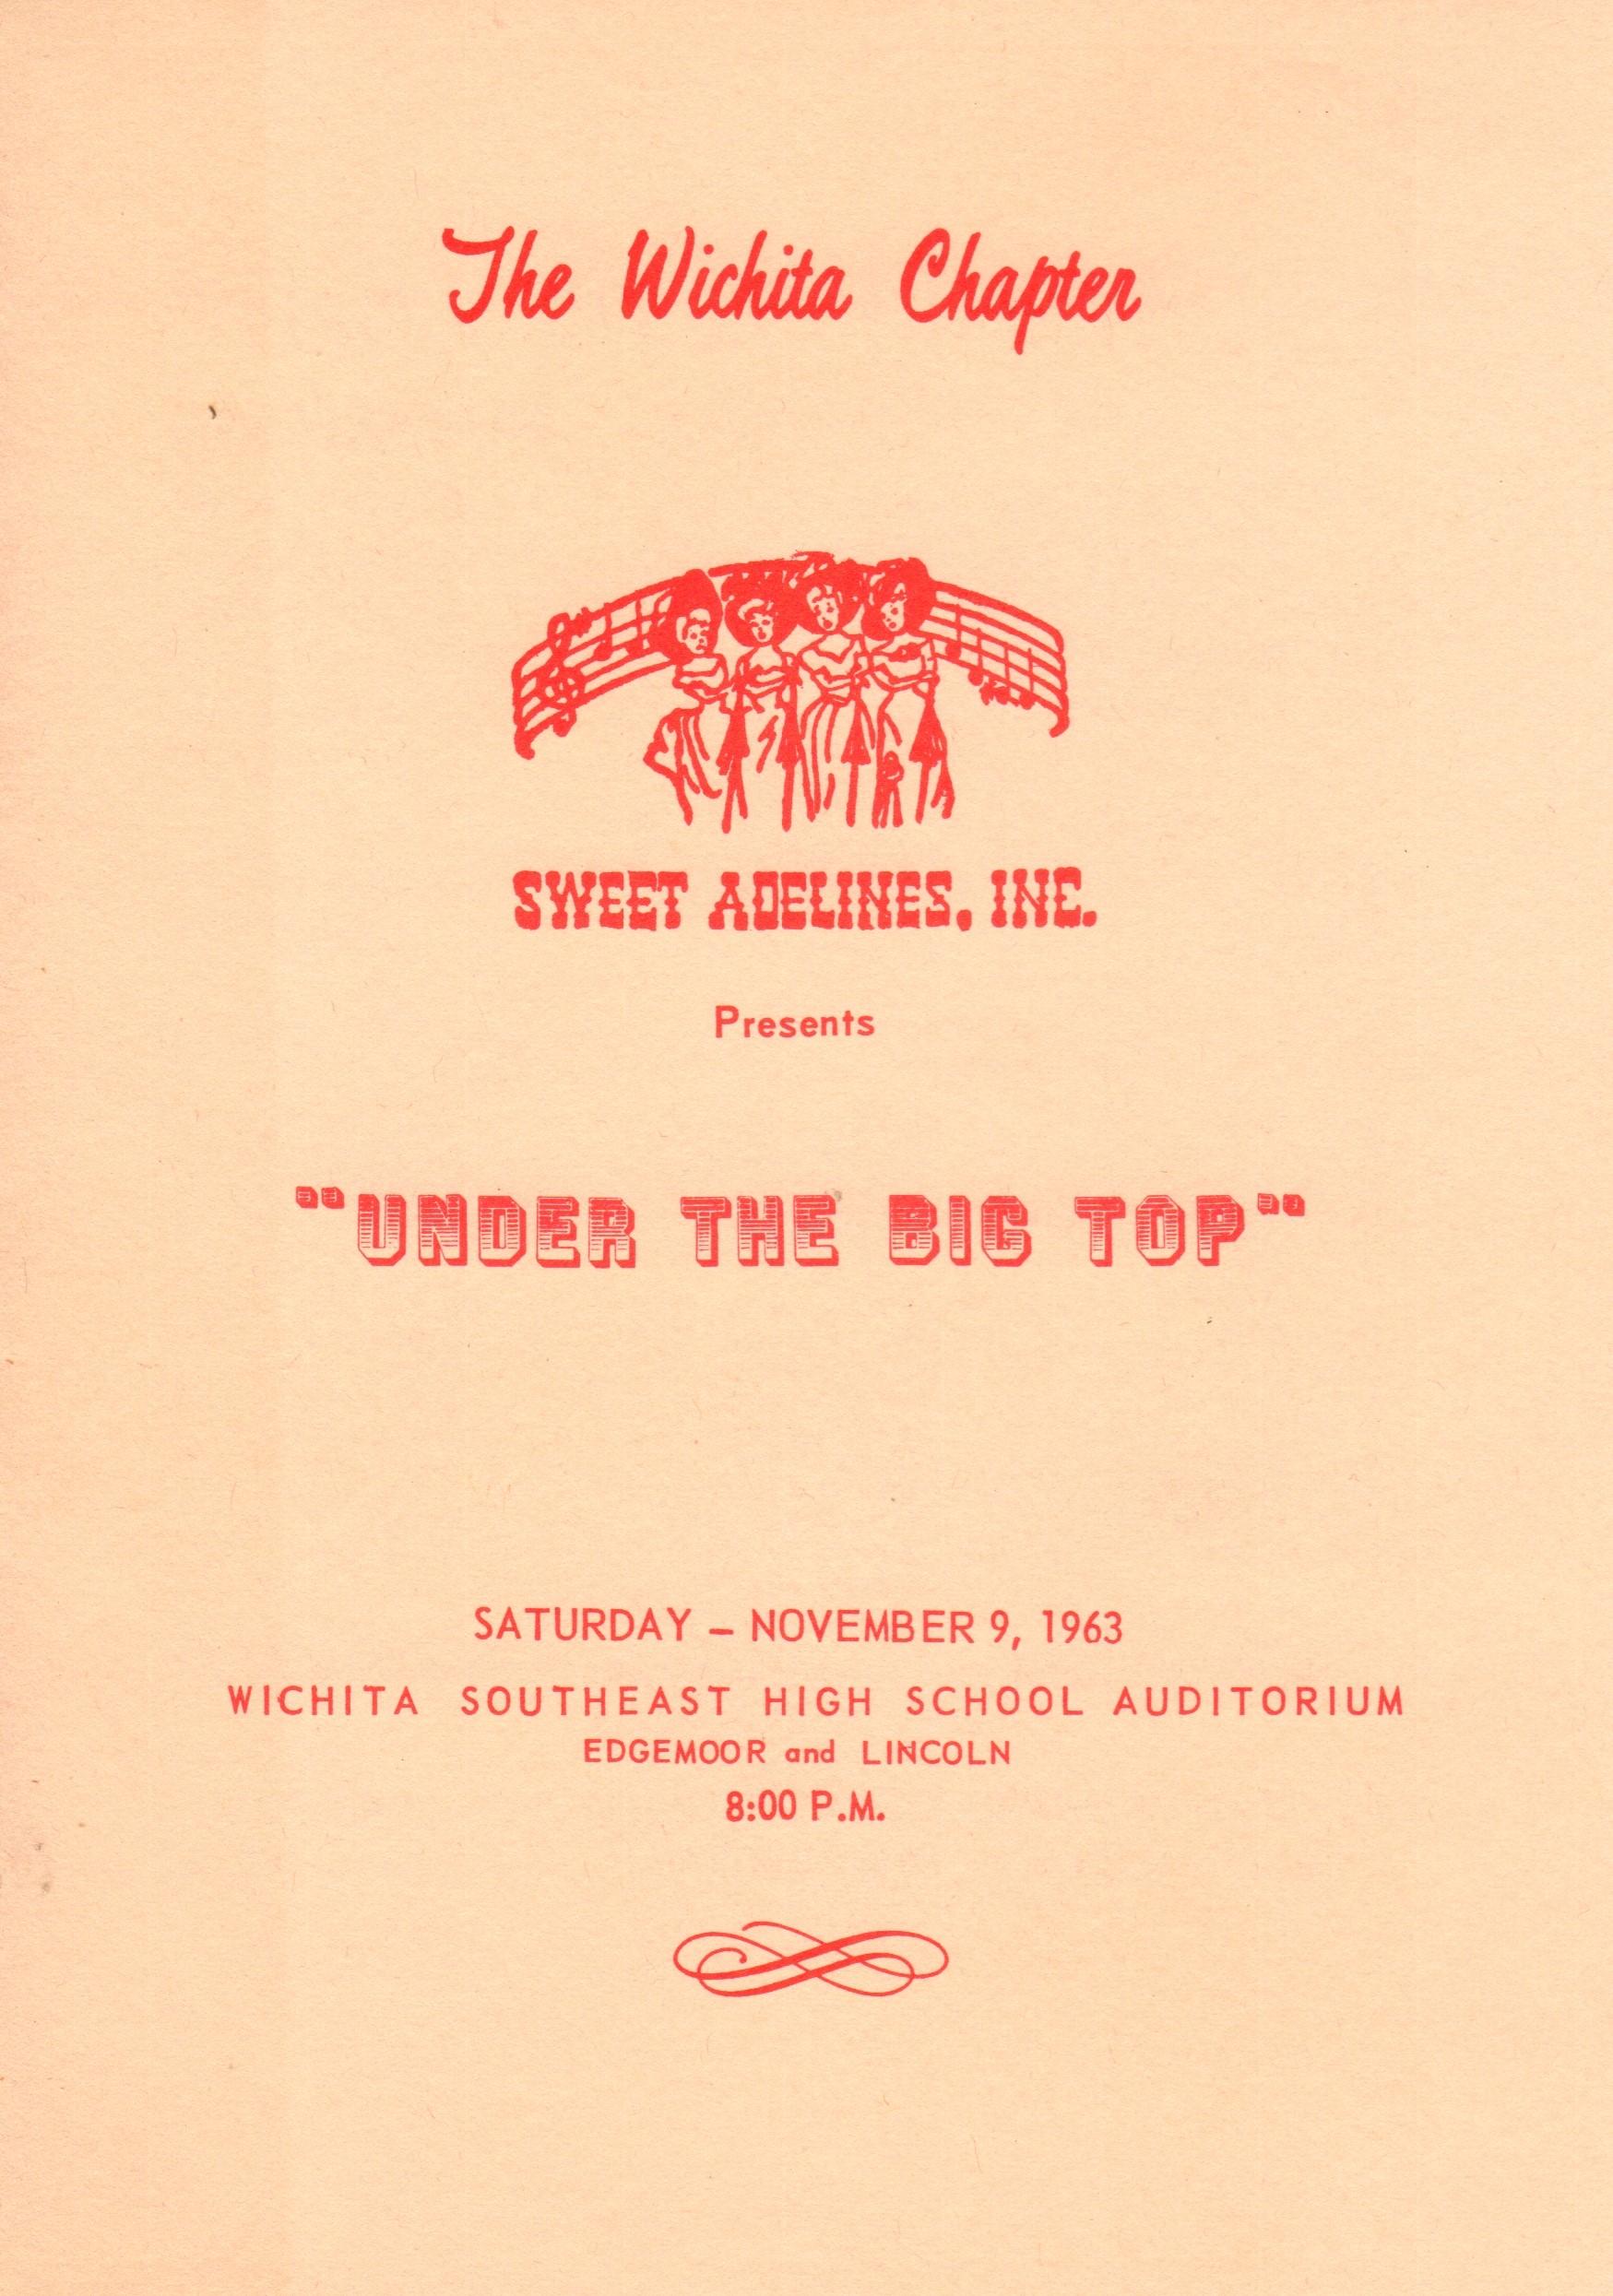 The Wichita Chapter
SWEET ADELINES, INC.
Presents
"UNDER THE BIG TOP"
SATURDAY – NOVEMBER 9, 1963
WICHITA SOUTHEAST HIGH SCHOOL AUDITORIUM
EDGEMOOR and LINCOLN
8:00 P.M.